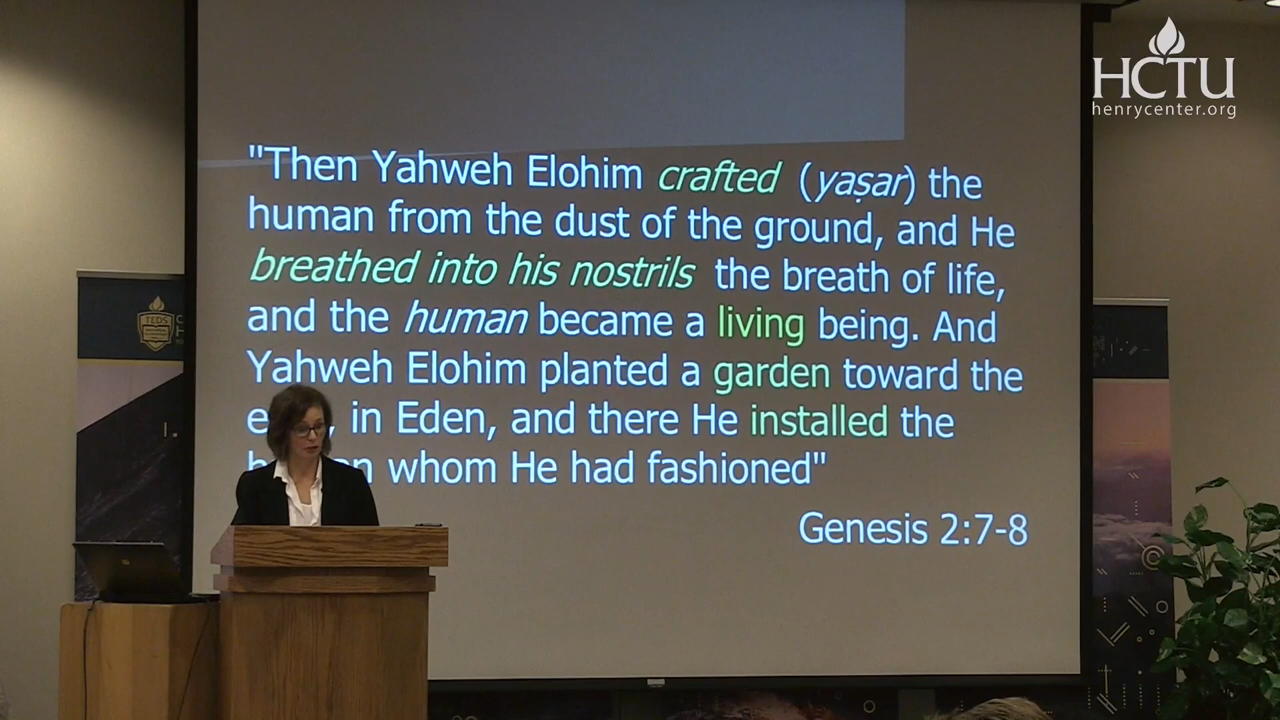 HCTU
henrycenter.org
"Then Yahweh Elohim crafted (yaṣar) the
human from the dust of the ground, and He
breathed into his nostrils the breath of life,
and the human became a living being. And
Yahweh Elohim planted a garden toward the
in Eden, and there He installed the
whom He had fashioned"
Genesis 2:7-8
TEDS